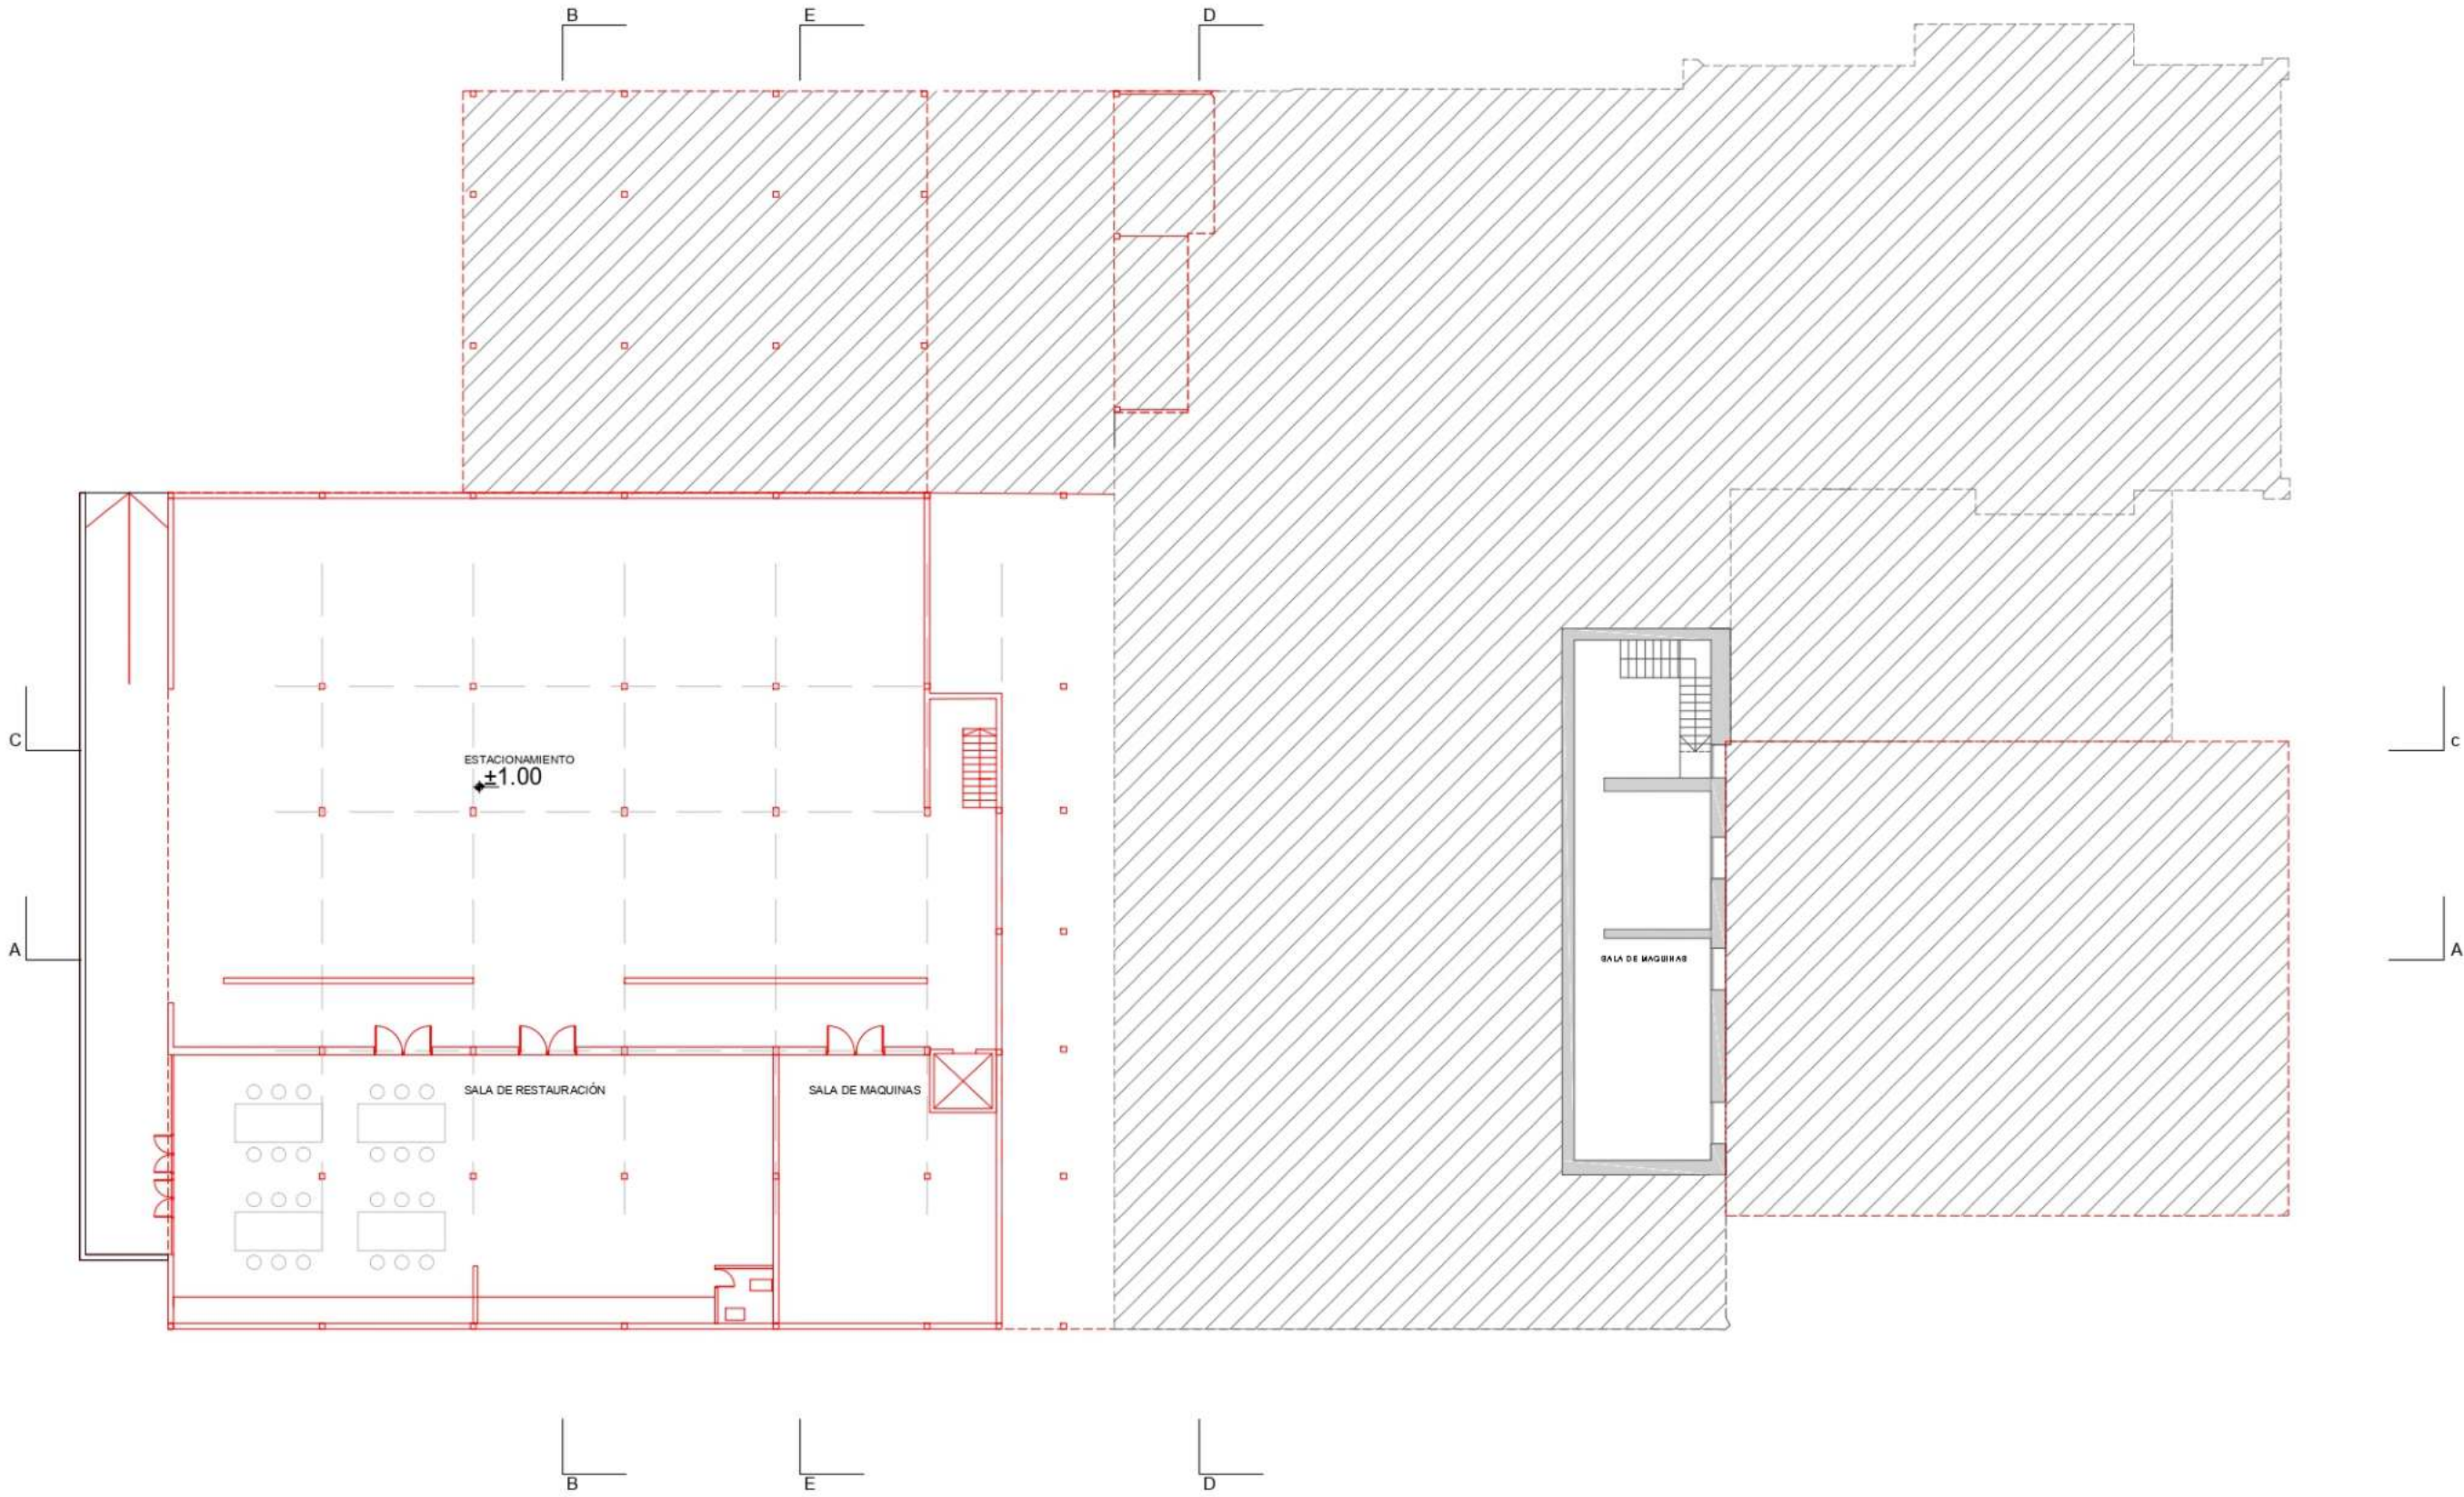 B
E
D
C
c
ESTACIONAMIENTO
±1.00
A
A
SALA DE MAQUINAS
SALA DE RESTAURACIÓN
SALA DE MAQUINAS
B
E
D